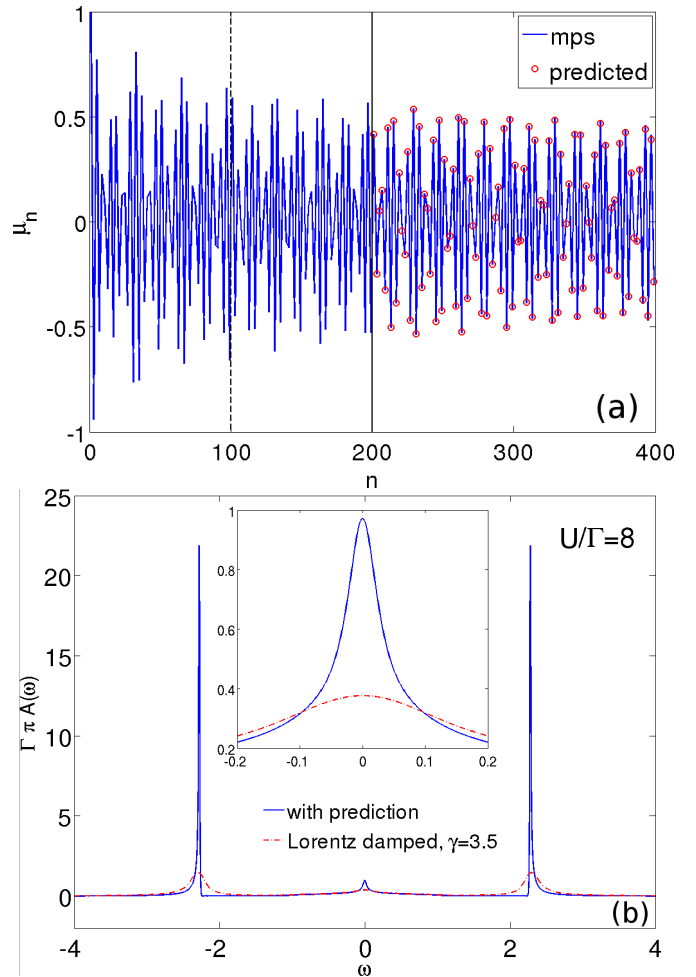 1
0.5
0
-0.5
-1
μn
mps
predicted
(a)
0 100 200 300 400
n
25
20
15
10
5
0
Γ π A(ω)
U/Γ=8
1
0.8
0.6
0.4
0.2
-0.2 -0.1 0 0.1 0.2
with prediction
Lorentz damped, γ=3.5
(b)
-4 -2 0 2 4
ω